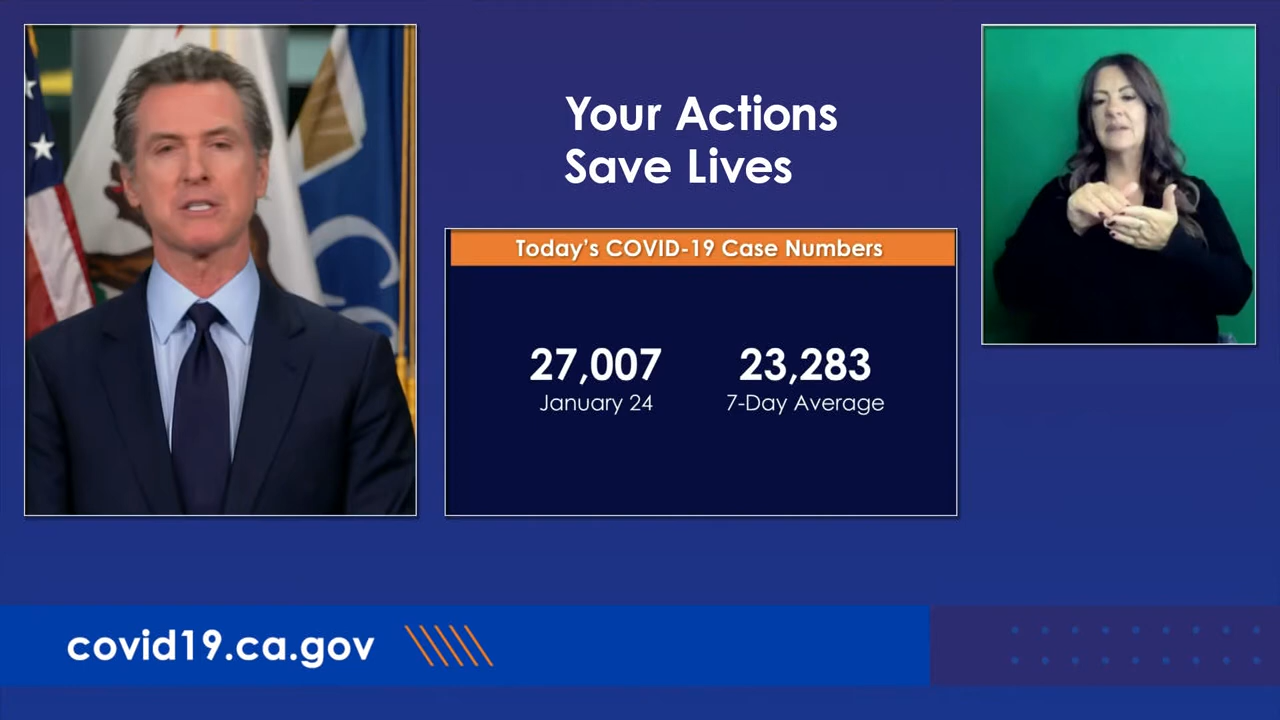 Your Actions
Save Lives
Today's COVID-19 Case Numbers
27,007
January 24
23,283
7-Day Average
covid19.ca.gov